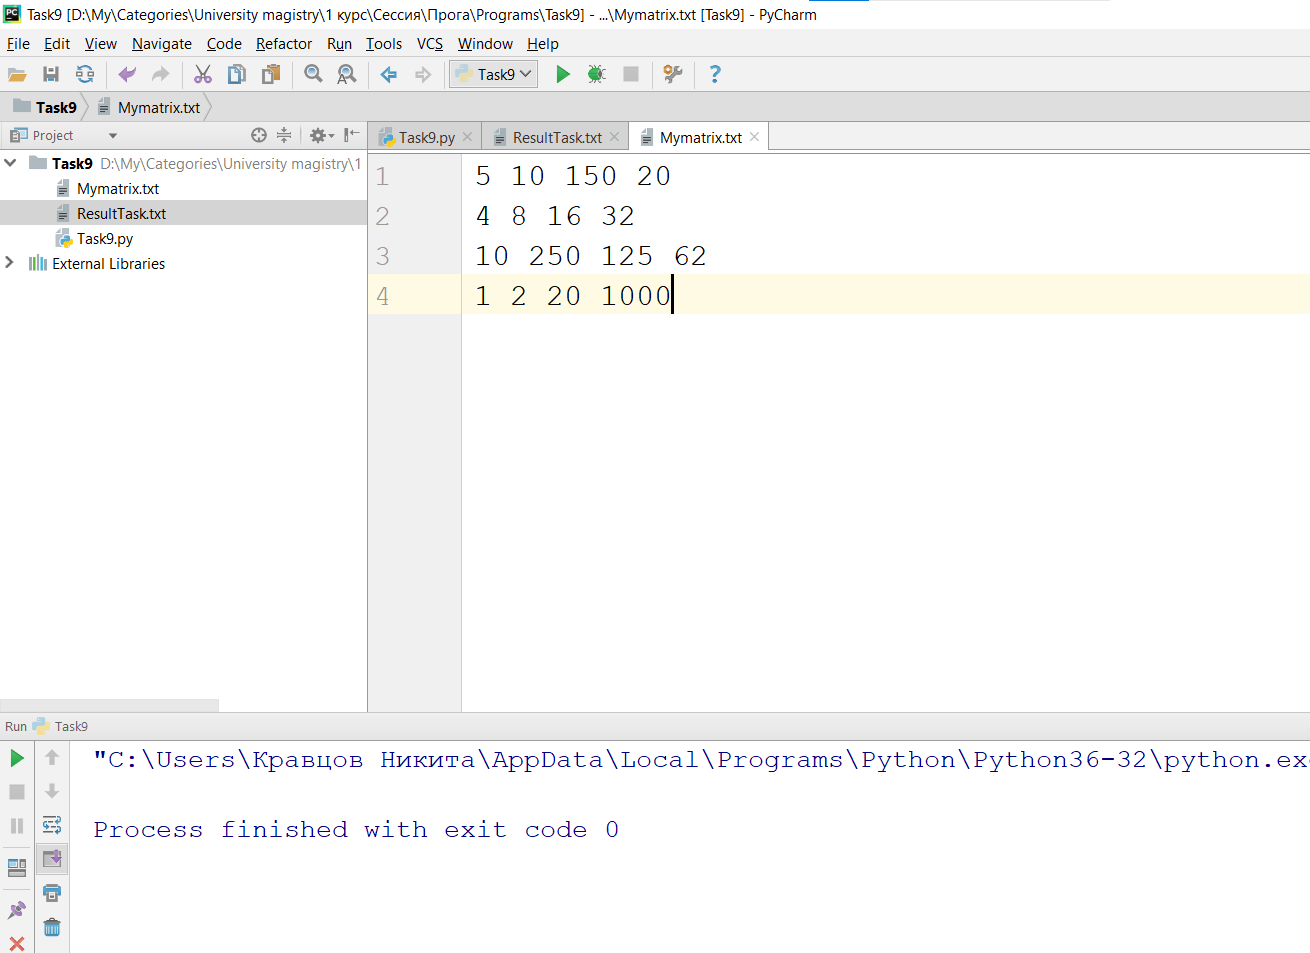 Task9 [D:\My\Categories\University magistry\1 курс\Сессия\Прога\Programs\Task9] - ...\Mymatrix.txt [Task9] - PyCharm
File Edit View Navigate Code Refactor Run Tools VCS Window Help
Task9
Task9 Mymatrix.txt
Project
Task9.py ResultTask.txt Mymatrix.txt
Task9 D:\My\Categories\University magistry\1
Mymatrix.txt
ResultTask.txt
Task9.py
External Libraries
1 5 10 150 20
2 4 8 16 32
3 10 250 125 62
4 1 2 20 1000
Run Task9
"C:\Users\Кравцов Никита\AppData\Local\Programs\Python\Python36-32\python.ex
Process finished with exit code 0